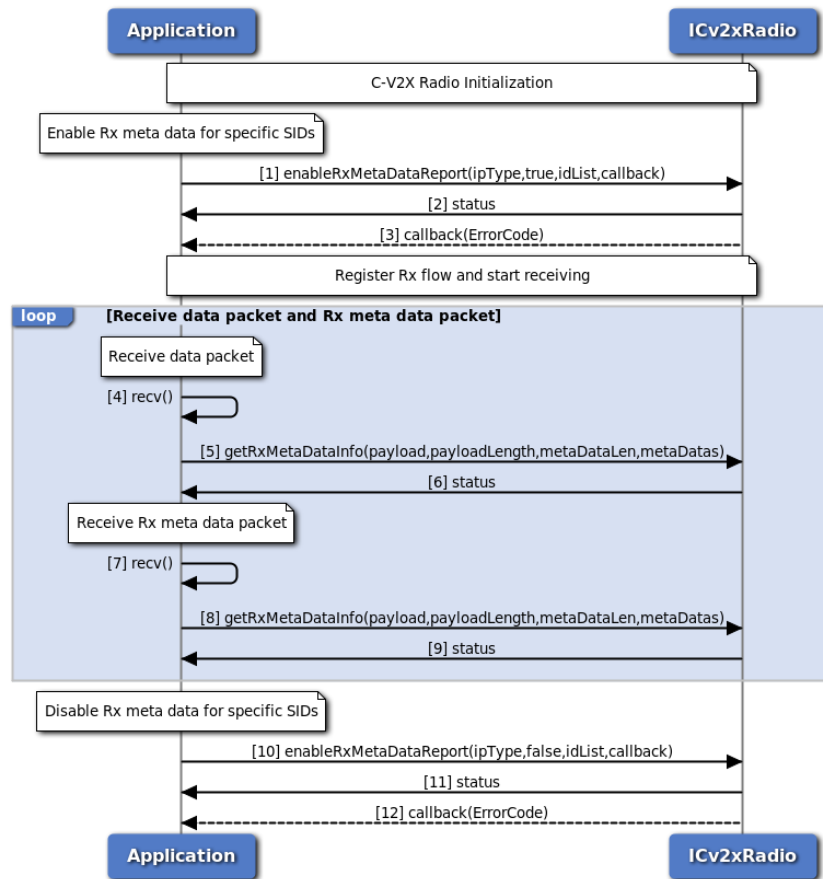 Application
ICv2xRadio
C-V2X Radio Initialization
Enable Rx meta data for specific SIDs
[1] enableRxMetaDataReport(ipType,true,idList,callback)
[2] status
[3] callback(ErrorCode)
Register Rx flow and start receiving
loop
[Receive data packet and Rx meta data packet]
Receive data packet
[4] recv()
[5] getRxMetaDataInfo(payload,payloadLength,metaDataLen,metaDatas)
[6] status
Receive Rx meta data packet
[7] recv()
[8] getRxMetaDataInfo(payload,payloadLength,metaDataLen,metaDatas)
[9] status
Disable Rx meta data for specific SIDs
[10] enableRxMetaDataReport(ipType,false,idList,callback)
[11] status
[12] callback(ErrorCode)
Application
ICv2xRadio